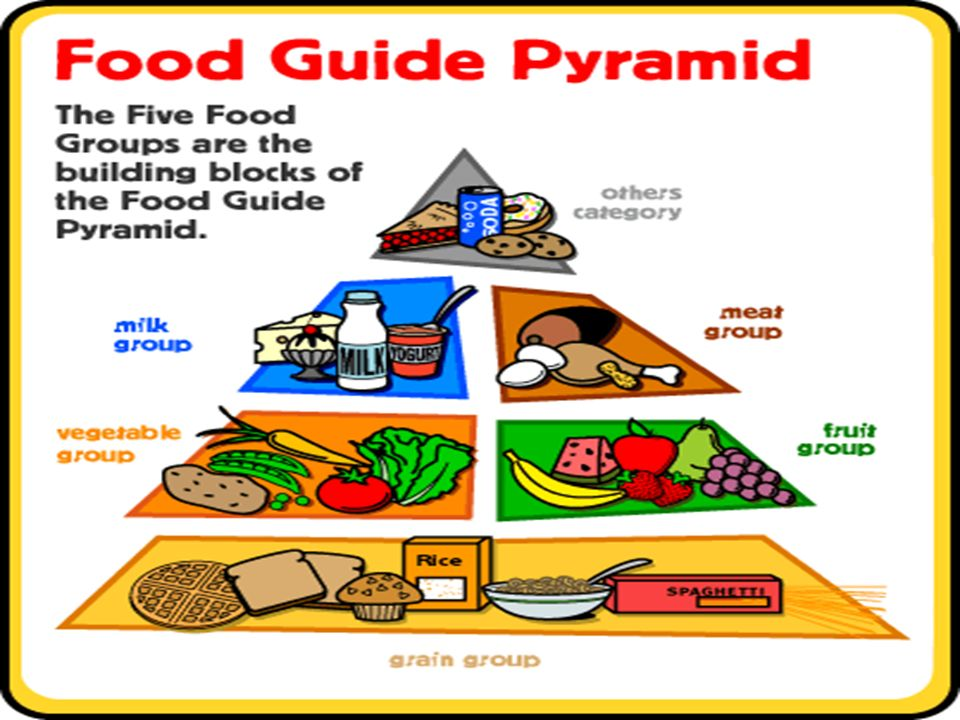 Food Guide Pyramid
The Five Food
Groups are the
building blocks of
the Food Guide
Pyramid.
others
category
SODA
milk
group
meat
group
MILK
YOGURT
vegetable
group
fruit
group
Rice
SPAGHETTI
grain group